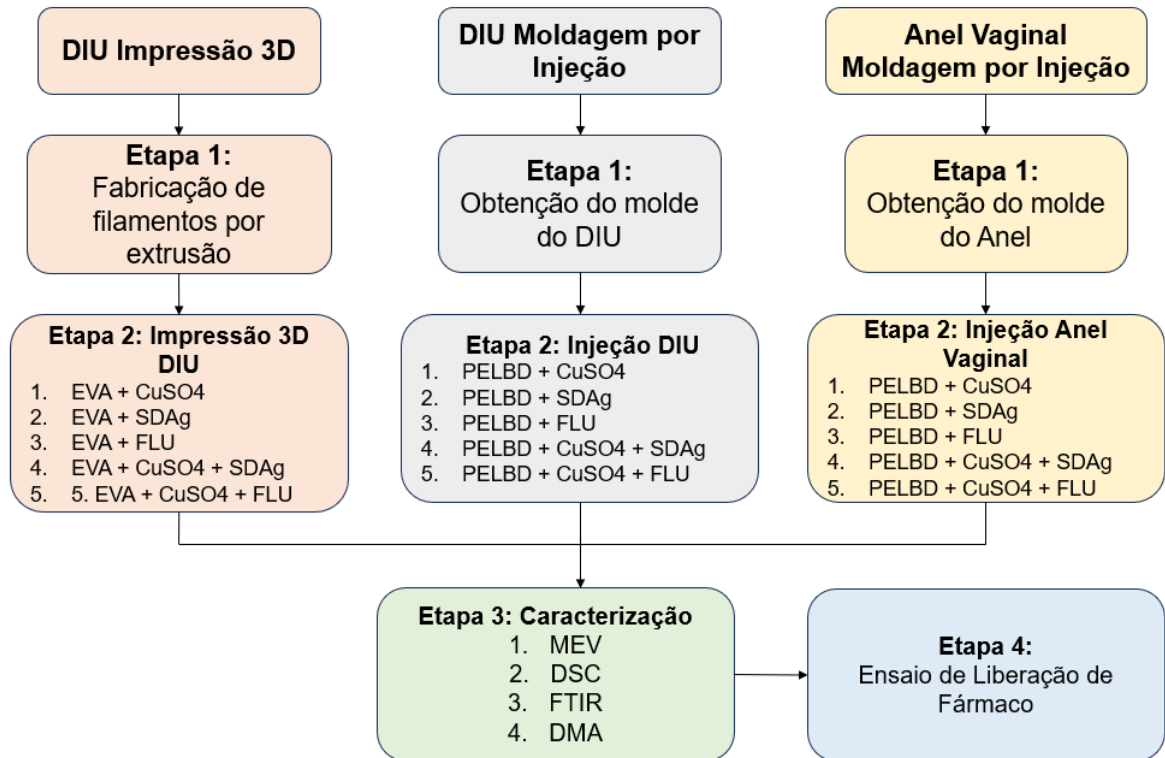 DIU Impressão 3D
DIU Moldagem por
Injeção
Anel Vaginal
Moldagem por Injeção
Etapa 1:
Fabricação de
filamentos por
extrusão
Etapa 1:
Obtenção do molde
do DIU
Etapa 1:
Obtenção do molde
do Anel
Etapa 2: Impressão 3D
DIU
1. EVA + CuSO4
2. EVA + SDAg
3. EVA + FLU
4. EVA + CuSO4 + SDAg
5. 5. EVA + CuSO4 + FLU
Etapa 2: Injeção DIU
1. PELBD + CuSO4
2. PELBD + SDAg
3. PELBD + FLU
4. PELBD + CuSO4 + SDAg
5. PELBD + CuSO4 + FLU
Etapa 2: Injeção Anel
Vaginal
1. PELBD + CuSO4
2. PELBD + SDAg
3. PELBD + FLU
4. PELBD + CuSO4 + SDAg
5. PELBD + CuSO4 + FLU
Etapa 3: Caracterização
1. MEV
2. DSC
3. FTIR
4. DMA
Etapa 4:
Ensaio de Liberação de
Fármaco